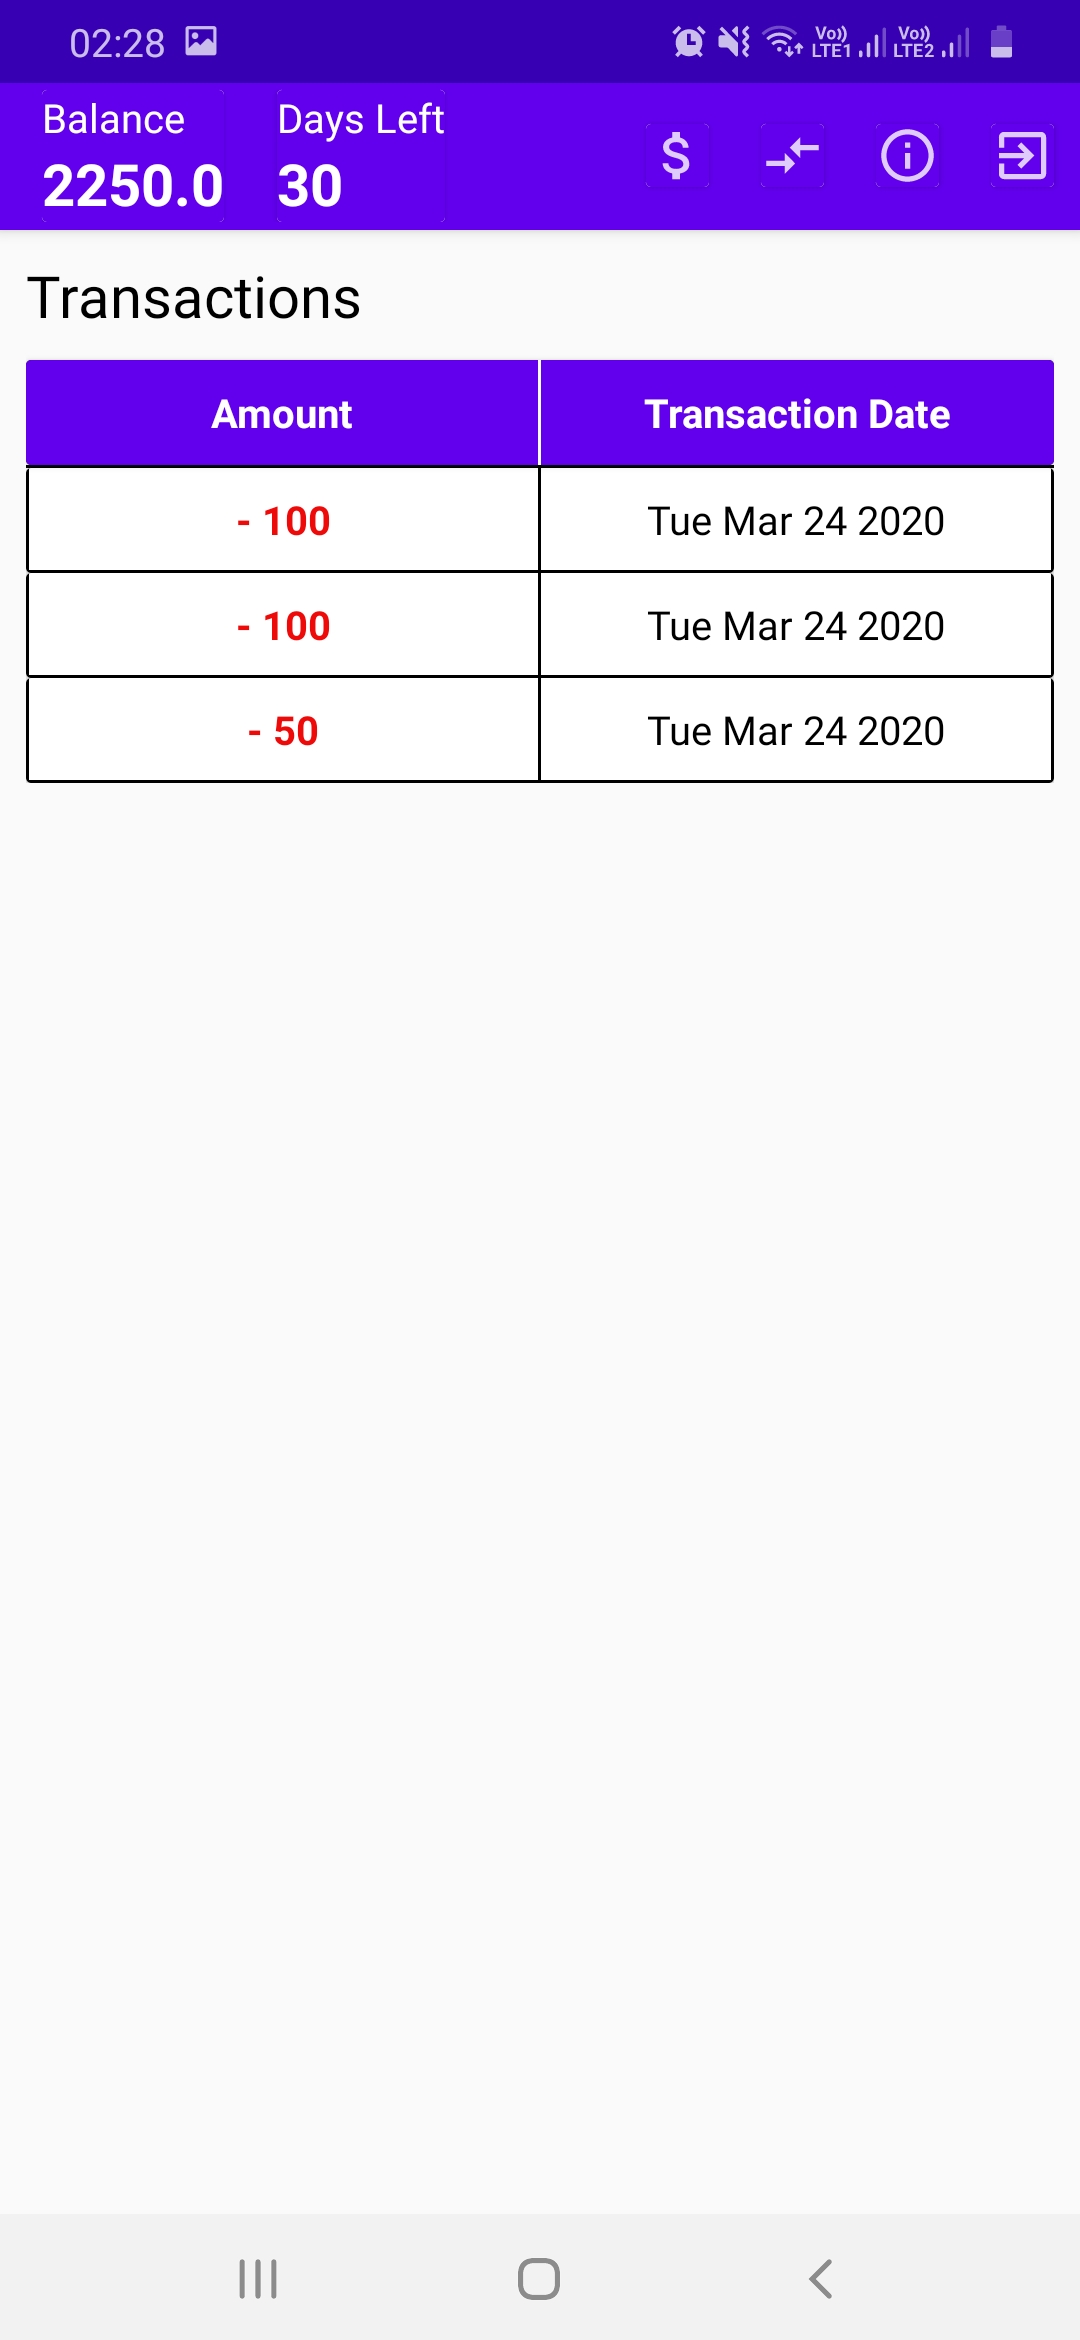 02:28
Vo)) LTE1 Vo)) LTE2
Balance Days Left
2250.0 30
Transactions
Amount Transaction Date
- 100 Tue Mar 24 2020
- 100 Tue Mar 24 2020
- 50 Tue Mar 24 2020